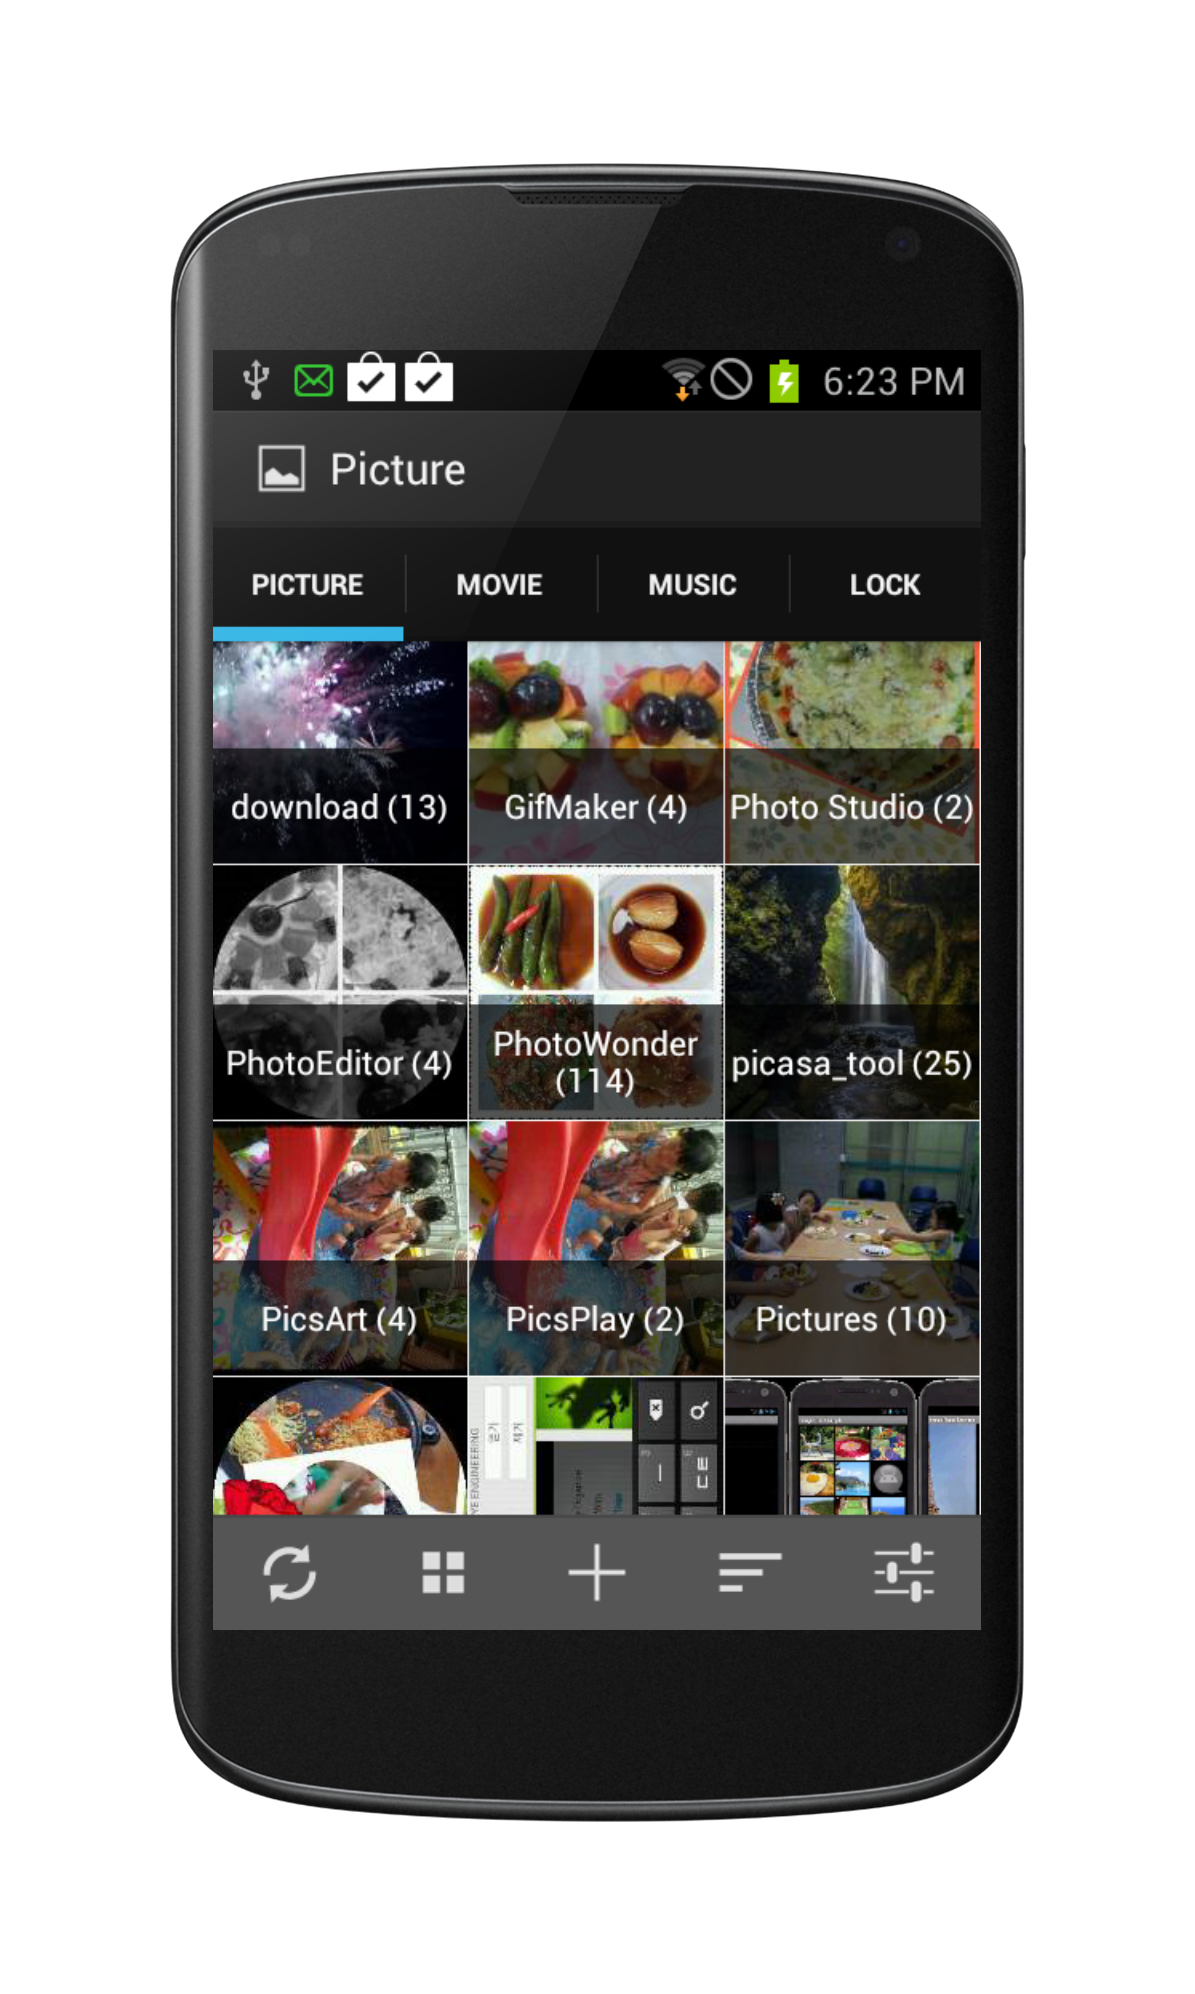 6:23 PM
Picture
PICTURE MOVIE MUSIC LOCK
download (13) GifMaker (4) Photo Studio (2)
PhotoEditor (4) PhotoWonder
(114) picasa_tool (25)
PicsArt (4) PicsPlay (2) Pictures (10)